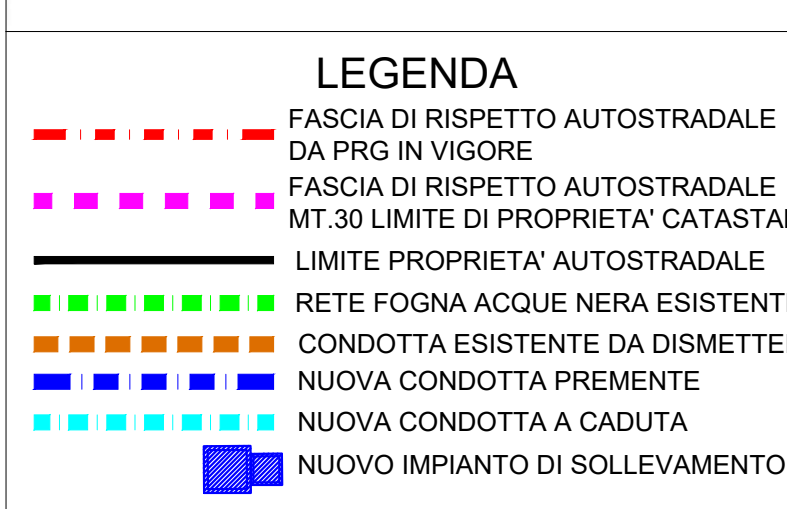 LEGENDA
FASCIA DI RISPETTO AUTOSTRADALE
DA PRG IN VIGORE
FASCIA DI RISPETTO AUTOSTRADALE
MT.30 LIMITE DI PROPRIETA' CATASTA
LIMITE PROPRIETA' AUTOSTRADALE
RETE FOGNA ACQUE NERA ESISTENT
CONDOTTA ESISTENTE DA DISMETTE
NUOVA CONDOTTA PREMENTE
NUOVA CONDOTTA A CADUTA
NUOVO IMPIANTO DI SOLLEVAMENTO